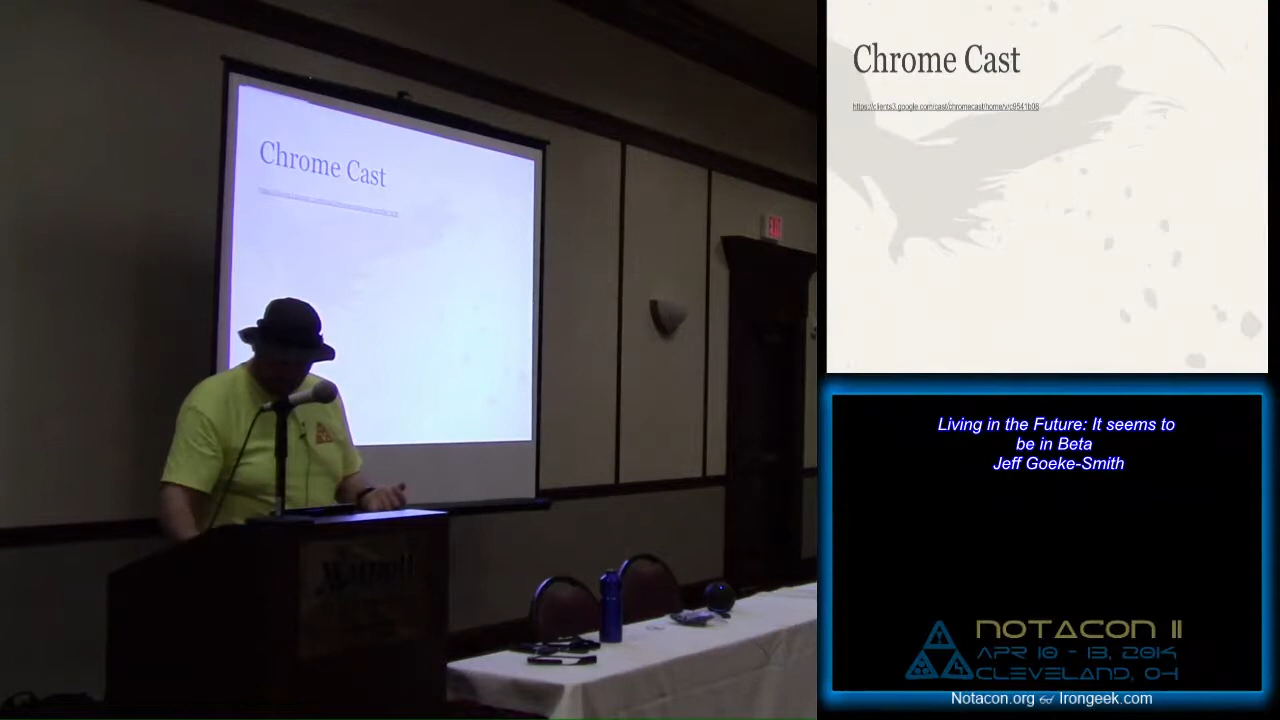 Chrome Cast
EXIT
Marriott
Chrome Cast
https://clients3.google.com/cast/chromecast/home/v/c9541b08
Living in the Future: It seems to
be in Beta
Jeff Goeke-Smith
NOTACON 11
APR 10 - 13, 2014
CLEVELAND, OH
Notacon.org Irongeek.com